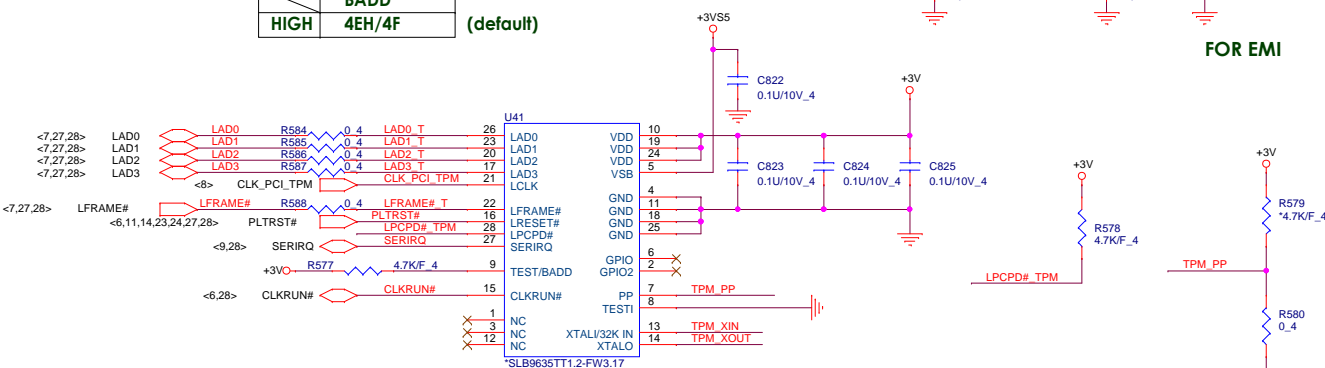 BADD
HIGH 4EH/4F (default)
+3VS5
FOR EMI
C822
0.1U/10V_4
+3V
U41
<7,27,28> LAD0 LAD0 R584 0_4 LAD0_T 26 LAD0 VDD 10
<7,27,28> LAD1 LAD1 R585 0_4 LAD1_T 23 LAD1 VDD 19
<7,27,28> LAD2 LAD2 R586 0_4 LAD2_T 20 LAD2 VDD 24
<7,27,28> LAD3 LAD3 R587 0_4 LAD3_T 17 LAD3 VSB 5
<8> CLK_PCI_TPM CLK_PCI_TPM 21 LCLK
C823 C824 C825
0.1U/10V_4 0.1U/10V_4 0.1U/10V_4
+3V
+3V
GND 4
<7,27,28> LFRAME# LFRAME# R588 0_4 LFRAME#_T 22 LFRAME# GND 11
<6,11,14,23,24,27,28> PLTRST# PLTRST# 16 LRESET# GND 18
LPCPD#_TPM 28 LPCPD# GND 25
<9,28> SERIRQ SERIRQ 27 SERIRQ
R578
4.7K/F_4
R579
*4.7K/F_4
GPIO 6
+3V R577 4.7K/F_4 9 TEST/BADD GPIO2 2
LPCPD#_TPM
TPM_PP
<6,28> CLKRUN# CLKRUN# 15 CLKRUN# PP 7 TPM_PP
TESTI 8
R580
0_4
1 NC
3 NC XTALI/32K IN 13 TPM_XIN
12 NC XTALO 14 TPM_XOUT
*SLB9635TT1.2-FW3.17